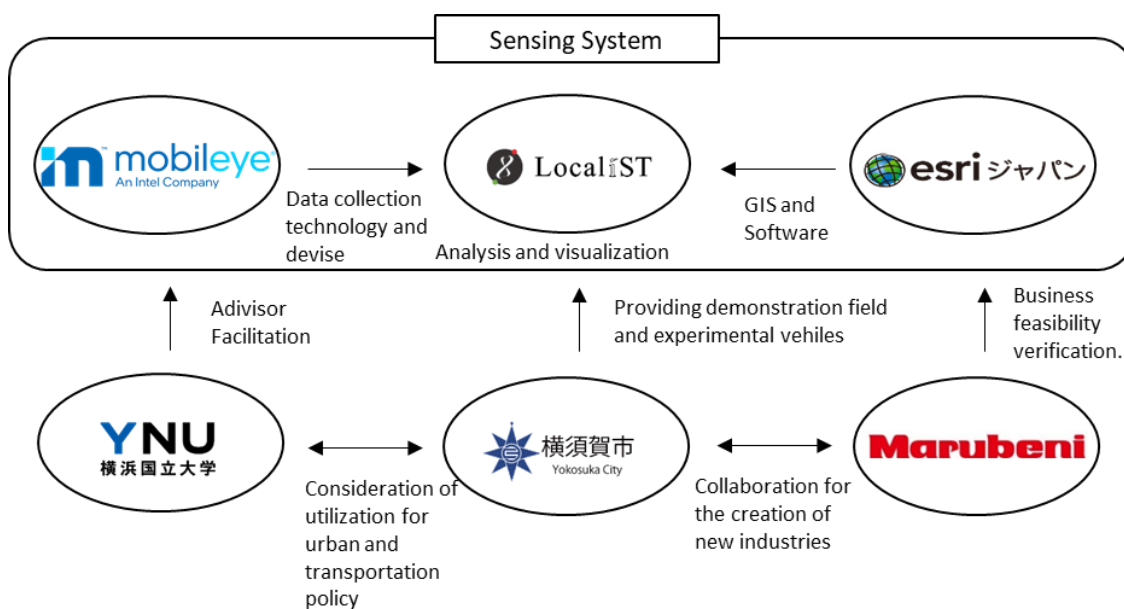 Sensing System
mobileye™
An Intel Company
LocaliST
esri ジャパン
Data collection
technology and
devise
Analysis and visualization
GIS and
Software
Adivisor
Facilitation
Providing demonstration field
and experimental vehiles
Business
feasibility
verification.
YNU
横浜国立大学
横須賀市
Yokosuka City
Marubeni
Consideration of
utilization for
urban and
transportation
policy
Collaboration for
the creation of
new industries